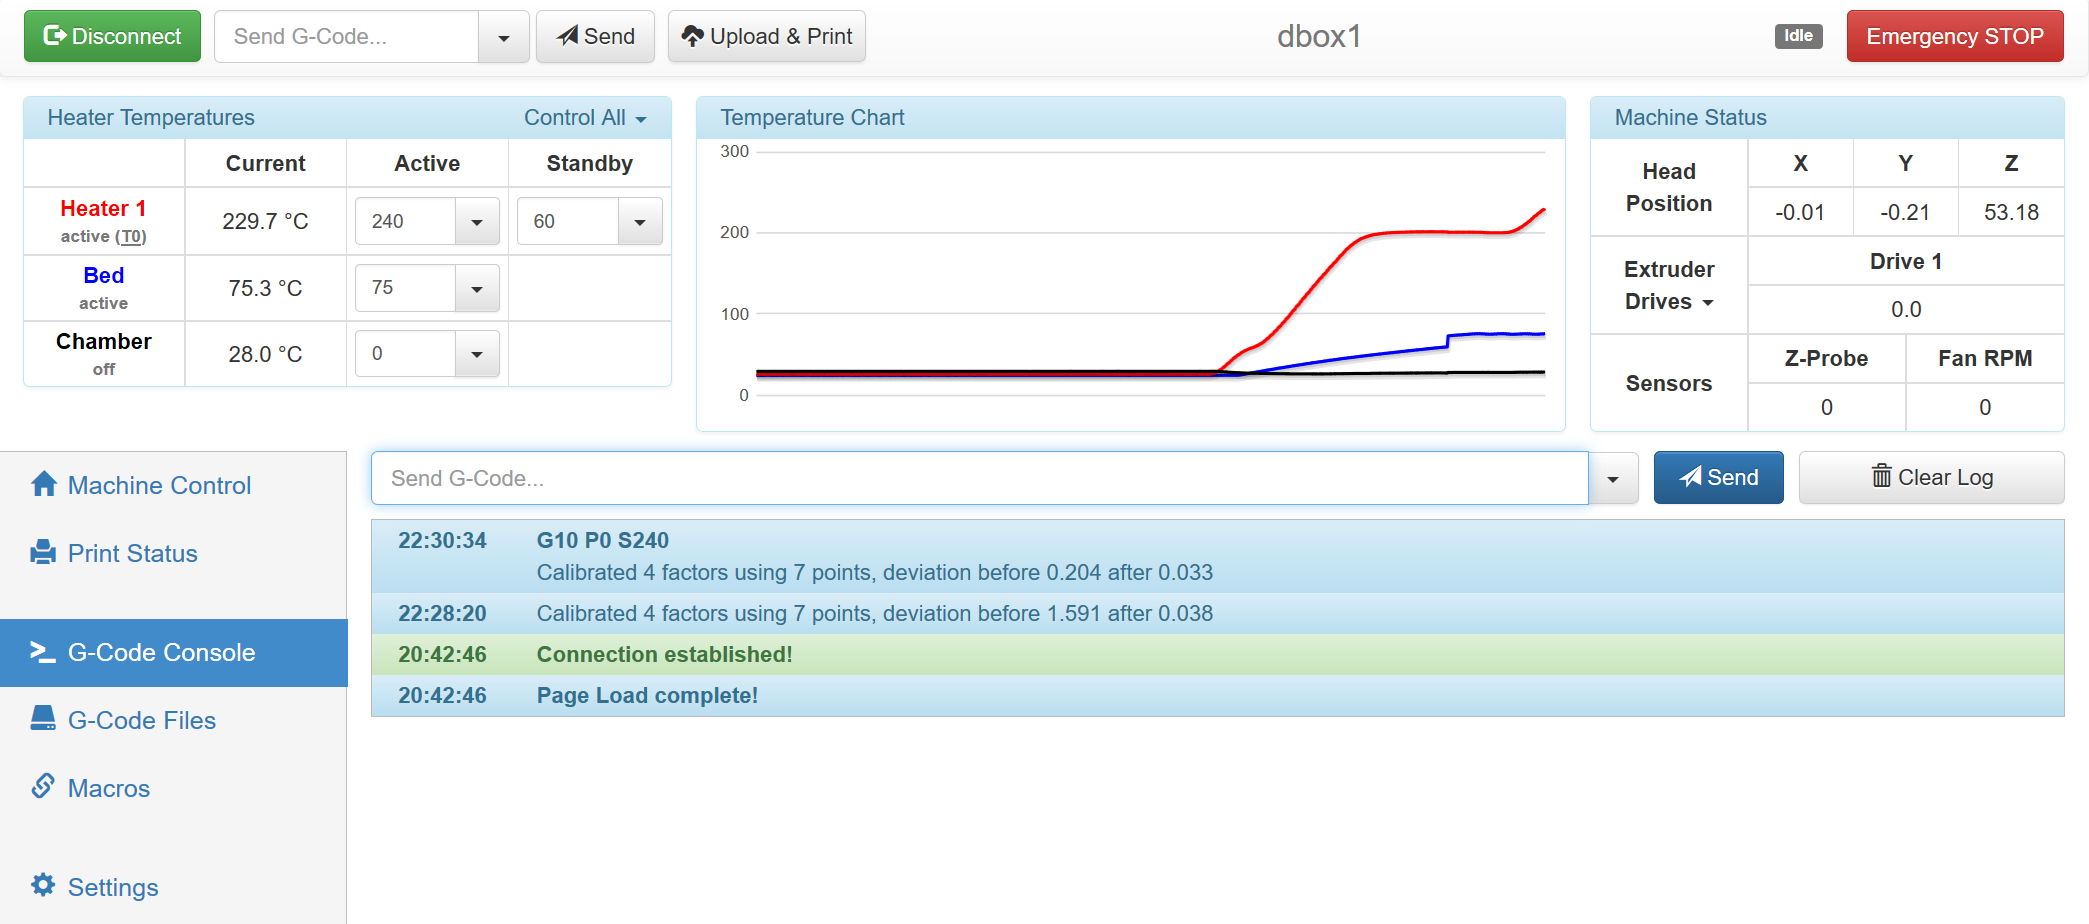 Disconnect Send G-Code... Send Upload & Print dbox1 Idle Emergency STOP
Heater Temperatures Control All
Current Active Standby
Heater 1
active (T0)
229.7 °C 240 60
Bed
active
75.3 °C 75
Chamber
off
28.0 °C 0
Temperature Chart
300
200
100
0
Machine Status
Head Position X Y Z
-0.01 -0.21 53.18
Extruder Drives Drive 1
0.0
Sensors Z-Probe Fan RPM
0 0
Machine Control
Print Status
G-Code Console
G-Code Files
Macros
Settings
Send G-Code... Send Clear Log
22:30:34 G10 P0 S240
Calibrated 4 factors using 7 points, deviation before 0.204 after 0.033
22:28:20 Calibrated 4 factors using 7 points, deviation before 1.591 after 0.038
20:42:46 Connection established!
20:42:46 Page Load complete!